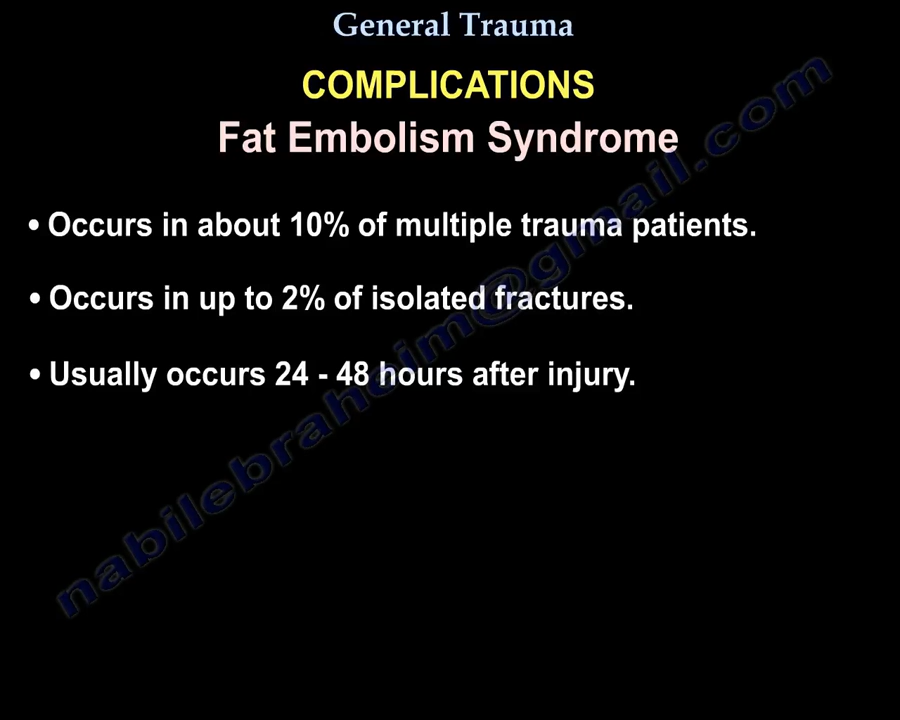 General Trauma
COMPLICATIONS
Fat Embolism Syndrome
• Occurs in about 10% of multiple trauma patients.
• Occurs in up to 2% of isolated fractures.
• Usually occurs 24 - 48 hours after injury.
nabilebraheim@gmail.com